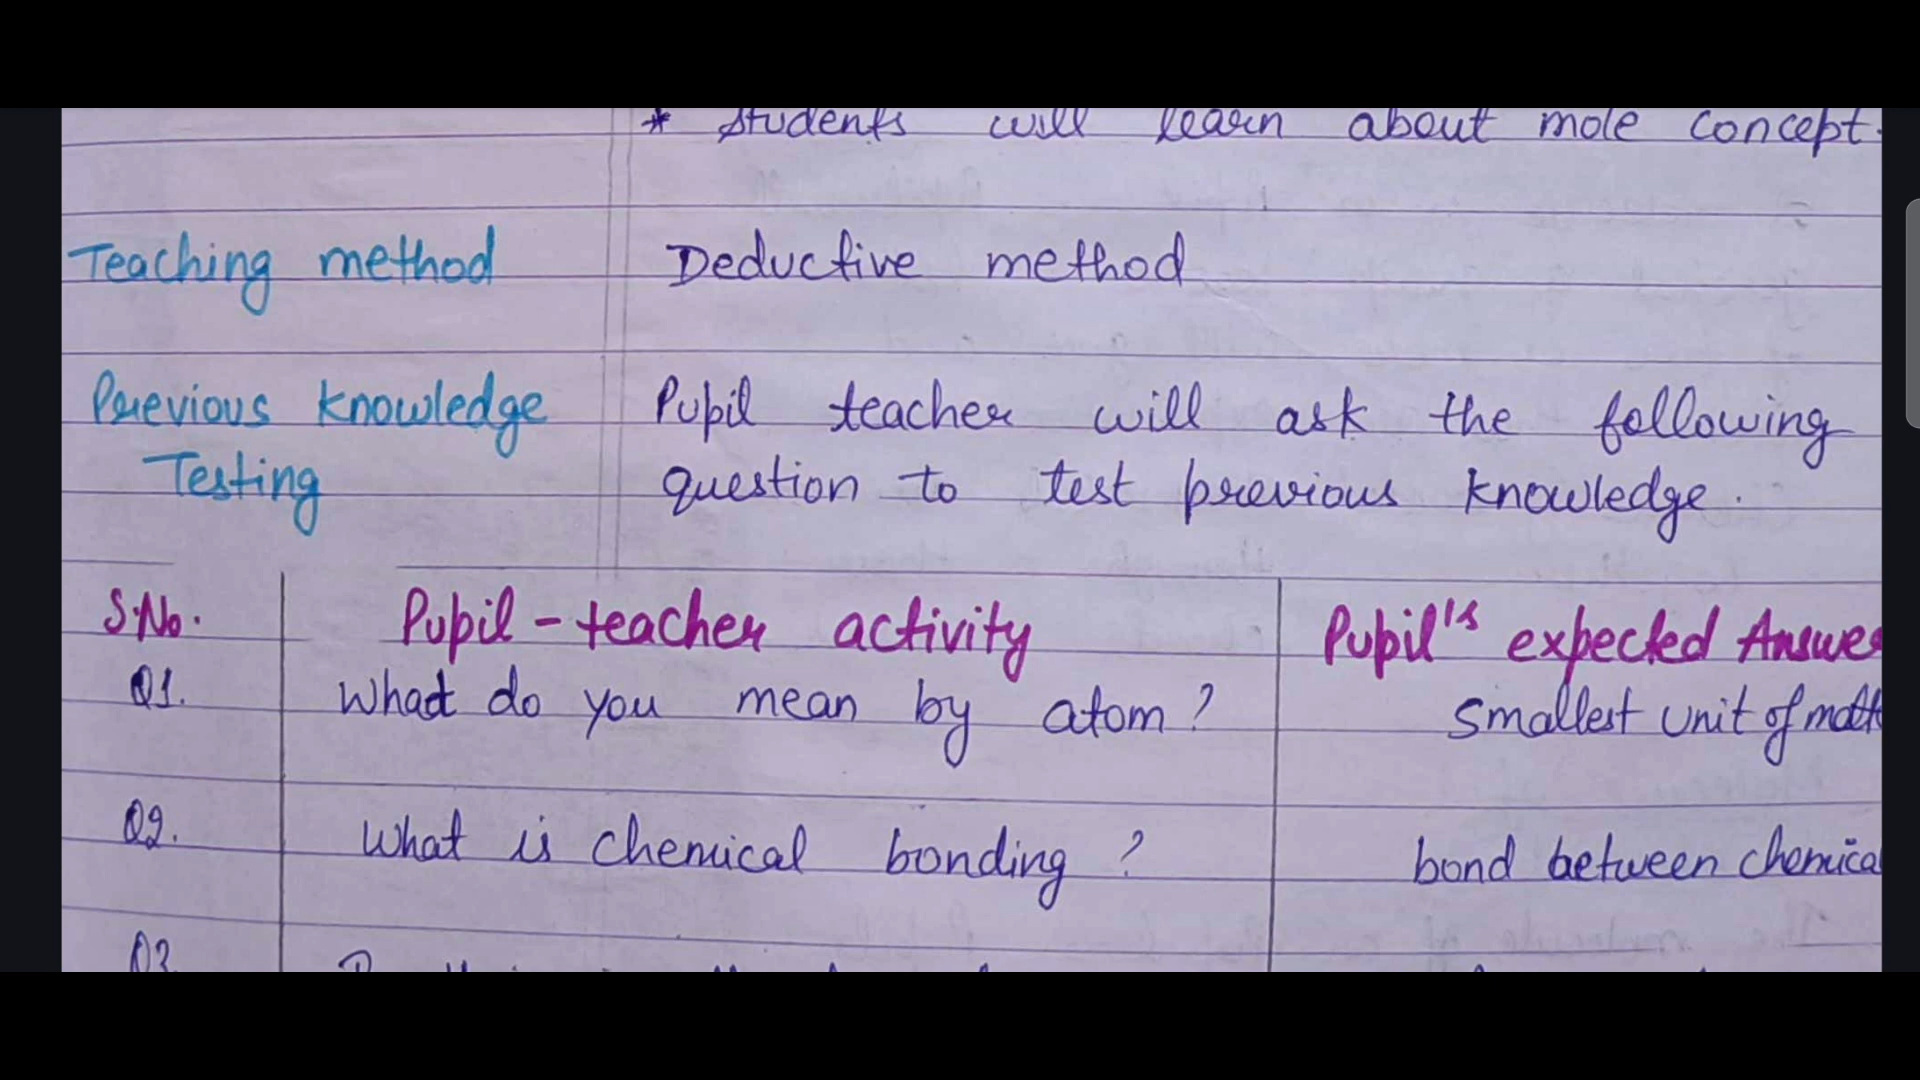 * Students will learn about mole concept.
Teaching method Deductive method
Previous knowledge Pupil teacher will ask the following
Testing question to test previous knowledge.
S.No. Pupil-teacher activity Pupil's expected Answe
Q1. What do you mean by atom? Smallest unit of matt
Q2. What is chemical bonding? bond between chemica
Q3